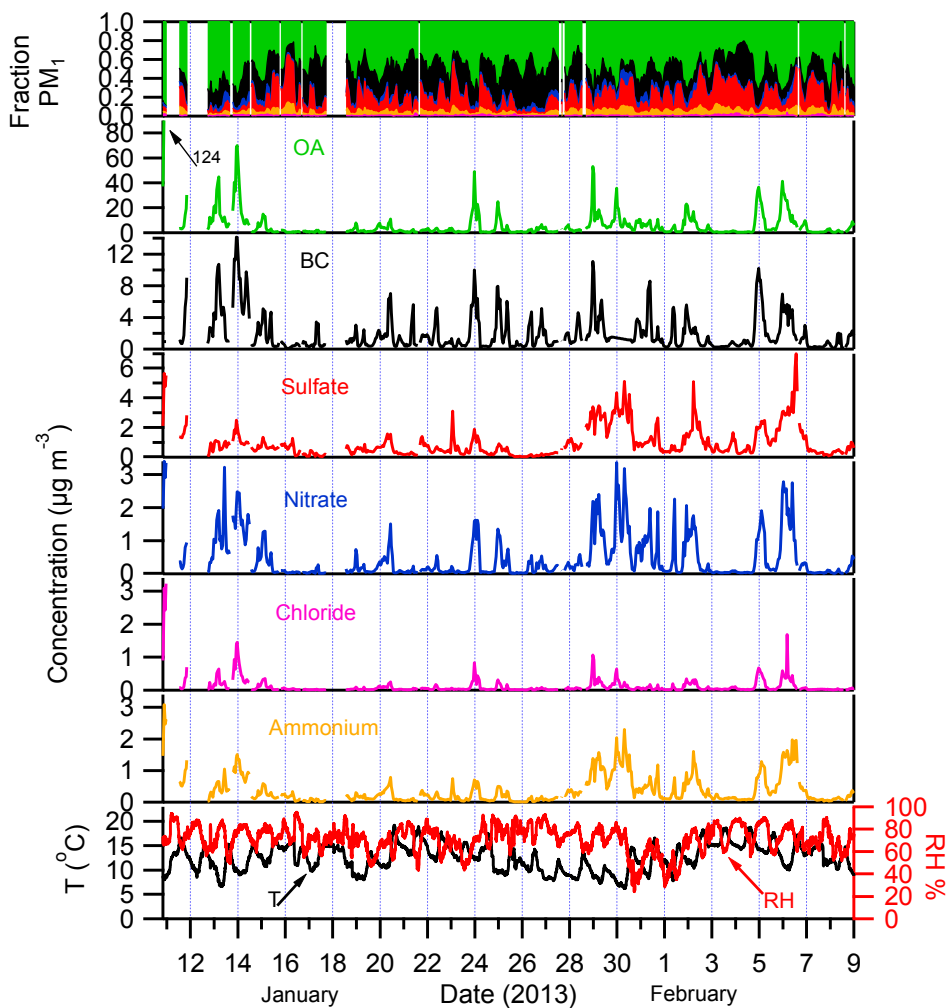 Fraction
PM1
1.0
0.8
0.6
0.4
0.2
0.0
80
60
40
20
0
124
OA
12
8
4
0
BC
6
4
2
0
Sulfate
3
2
1
0
Nitrate
3
2
1
0
Chloride
3
2
1
0
Ammonium
Concentration (µg m-3)
20
15
10
5
0
T (°C)
T
RH
100
80
60
40
20
0
RH %
12 14 16 18 20 22 24 26 28 30 1 3 5 7 9
January Date (2013) February